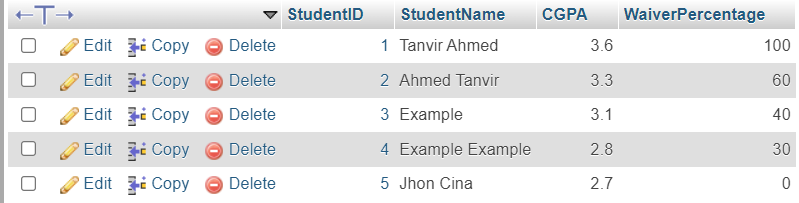 StudentID StudentName CGPA WaiverPercentage
Edit Copy Delete 1 Tanvir Ahmed 3.6 100
Edit Copy Delete 2 Ahmed Tanvir 3.3 60
Edit Copy Delete 3 Example 3.1 40
Edit Copy Delete 4 Example Example 2.8 30
Edit Copy Delete 5 Jhon Cina 2.7 0